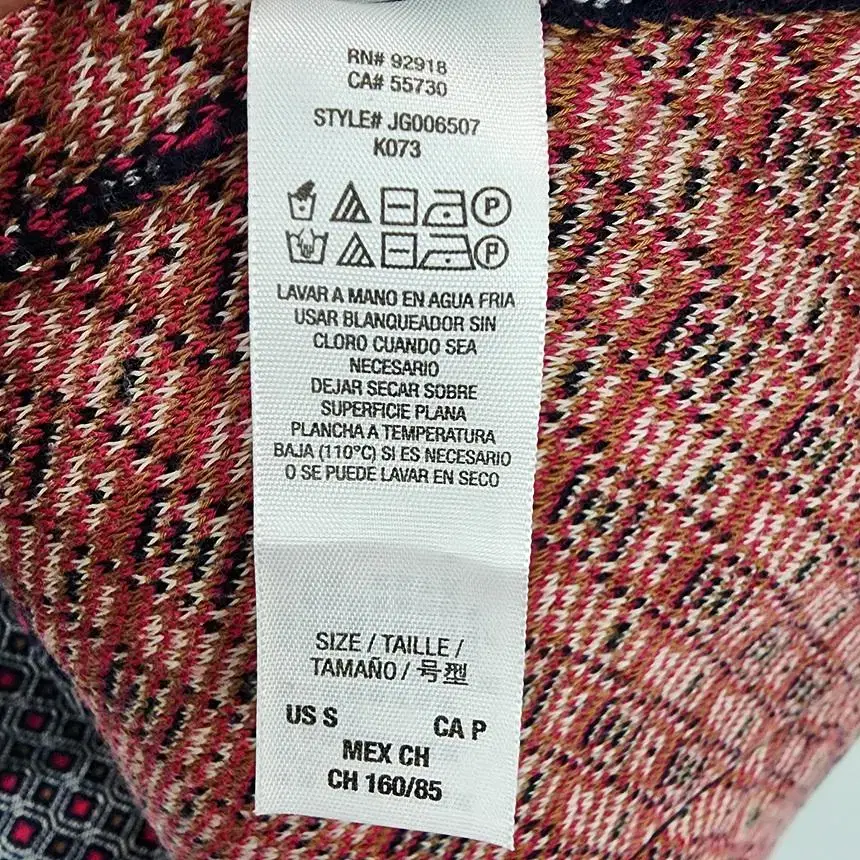 RN# 92918
CA# 55730
STYLE# JG006507
K073
P
P
LAVAR A MANO EN AGUA FRIA
USAR BLANQUEADOR SIN
CLORO CUANDO SEA
NECESARIO
DEJAR SECAR SOBRE
SUPERFICIE PLANA
PLANCHA A TEMPERATURA
BAJA (110°C) SI ES NECESARIO
O SE PUEDE LAVAR EN SECO
SIZE / TAILLE /
TAMAÑO / 号型
US S CA P
MEX CH
CH 160/85